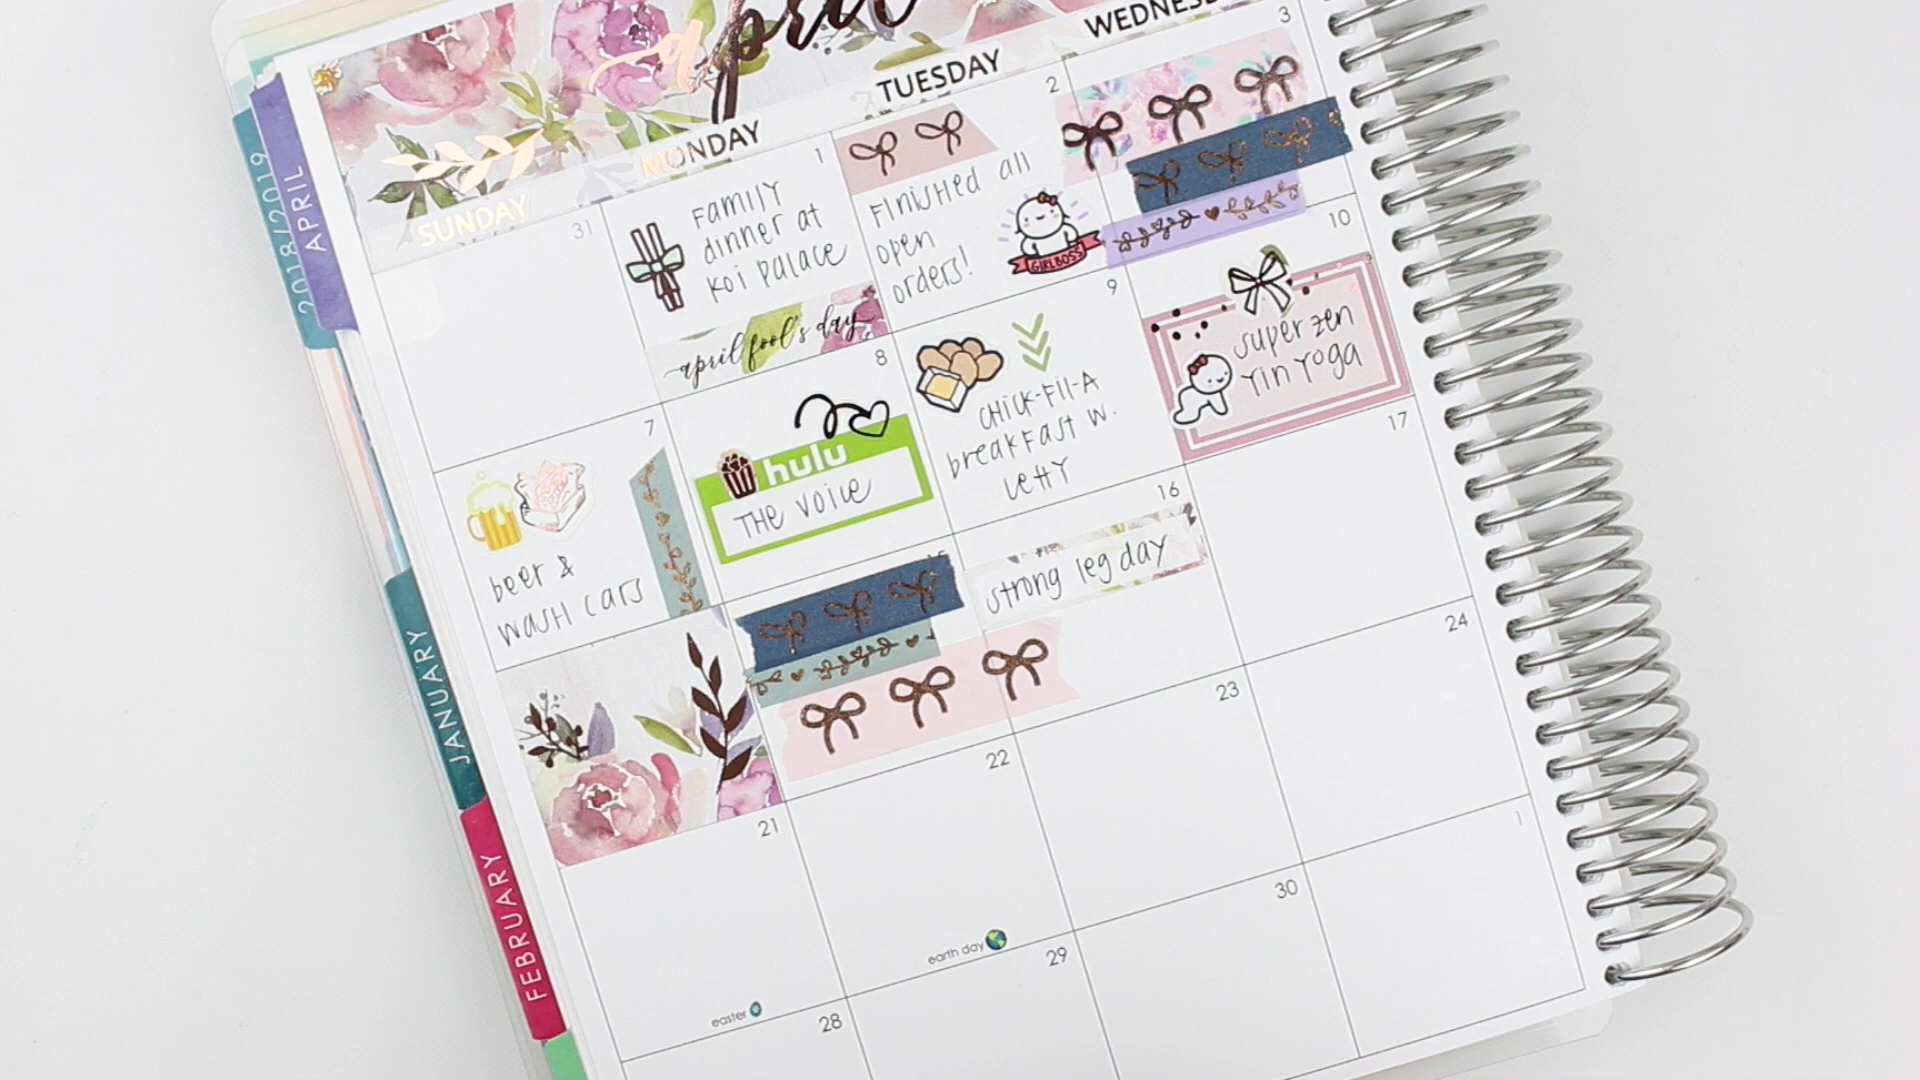 april
SUNDAY
MONDAY
TUESDAY
2018/2019
APRIL
JANUARY
FEBRUARY
31
1
Family
dinner at
koi palace
april fool's day
2
Finished all
open
orders!
GIRL BOSS
3
7
beer &
wash cars
8
hulu
The Voice
9
Chick-fil-A
breakfast w.
Letty
10
super zen
yin yoga
16
strong leg day
17
21
easter
22
earth day
23
24
28
29
30
1